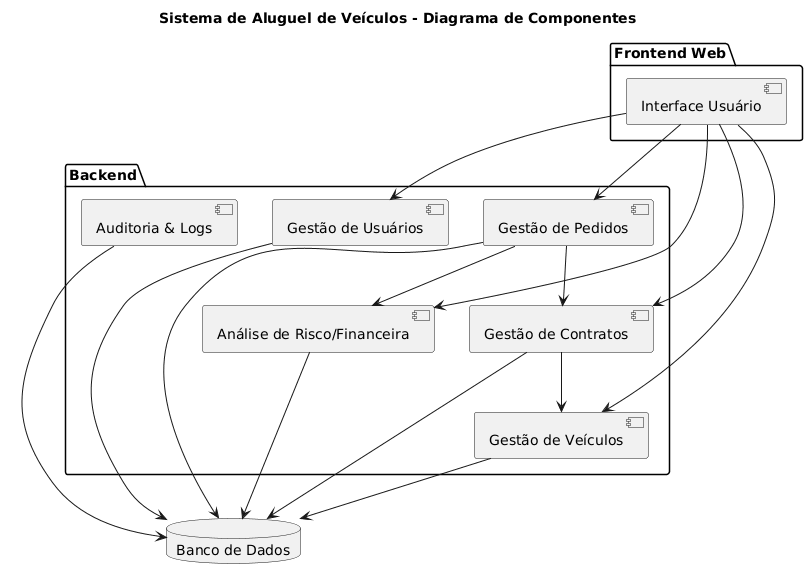 Sistema de Aluguel de Veículos - Diagrama de Componentes
Frontend Web
Interface Usuário
Backend
Auditoria & Logs
Gestão de Usuários
Gestão de Pedidos
Análise de Risco/Financeira
Gestão de Contratos
Gestão de Veículos
Banco de Dados